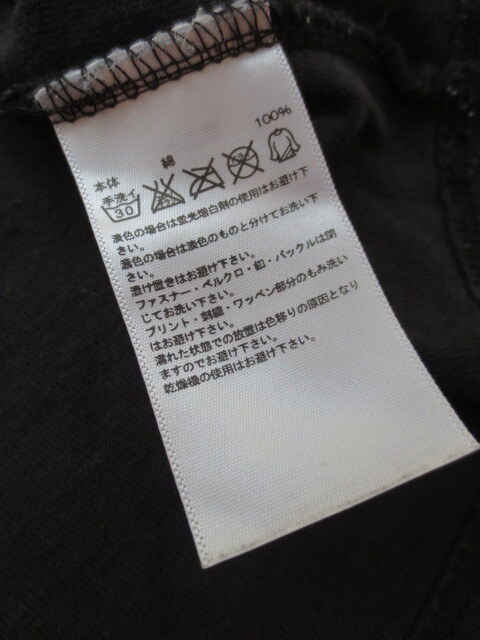 本体 綿 100%
手洗イ
30
淡色の場合は蛍光増白剤の使用はお避け下
さい。
濃色の場合は淡色のものと分けてお洗い下
さい。
漬け置きはお避け下さい。
ファスナー・ベルクロ・釦・バックルは閉
じてお洗い下さい。
プリント・刺繍・ワッペン部分のもみ洗い
はお避け下さい。
濡れた状態での放置は色移りの原因となり
ますのでお避け下さい。
乾燥機の使用はお避け下さい。